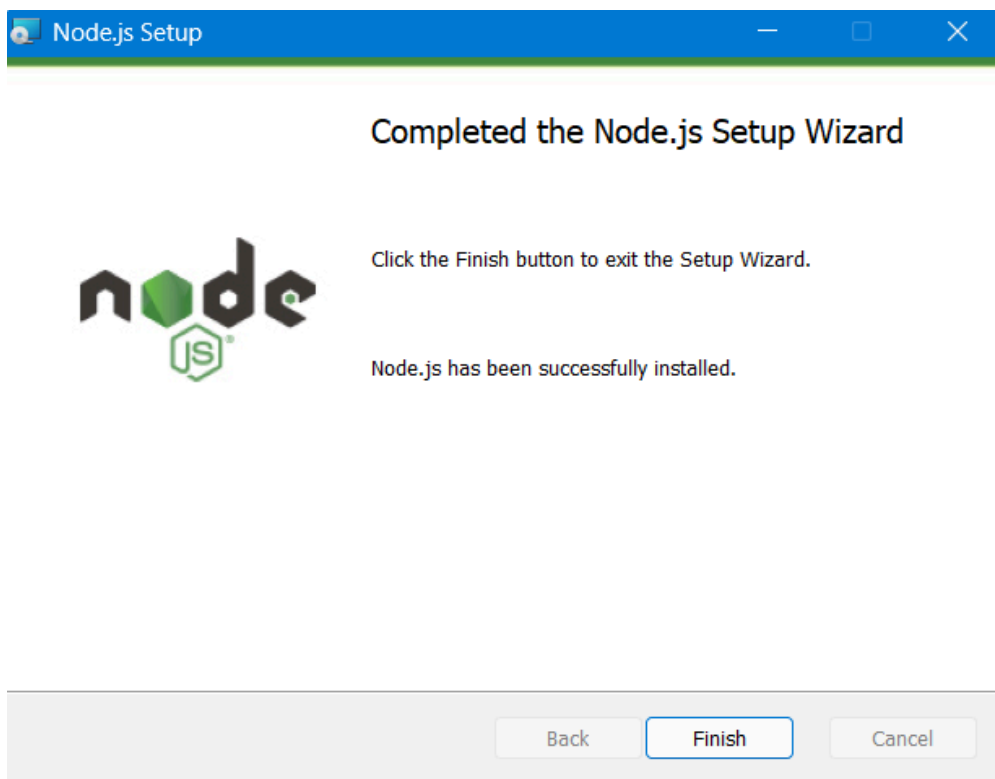 Node.js Setup
Completed the Node.js Setup Wizard
Click the Finish button to exit the Setup Wizard.
node
JS
®
Node.js has been successfully installed.
Back
Finish
Cancel